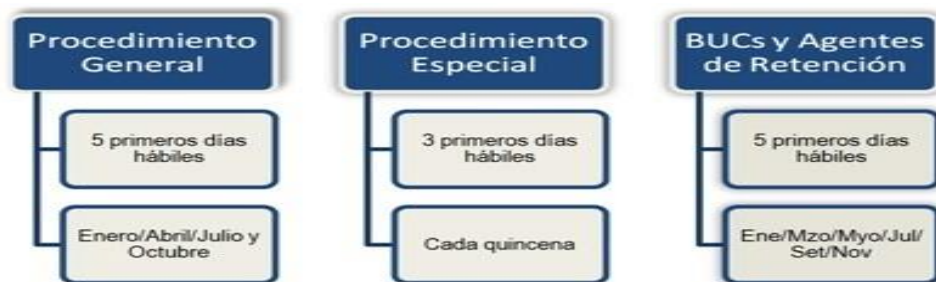 Procedimiento
General
5 primeros días
hábiles
Enero/Abril/Julio y
Octubre
Procedimiento
Especial
3 primeros días
hábiles
Cada quincena
BUCs y Agentes
de Retención
5 primeros días
hábiles
Ene/Mzo/Myo/Jul/
Set/Nov